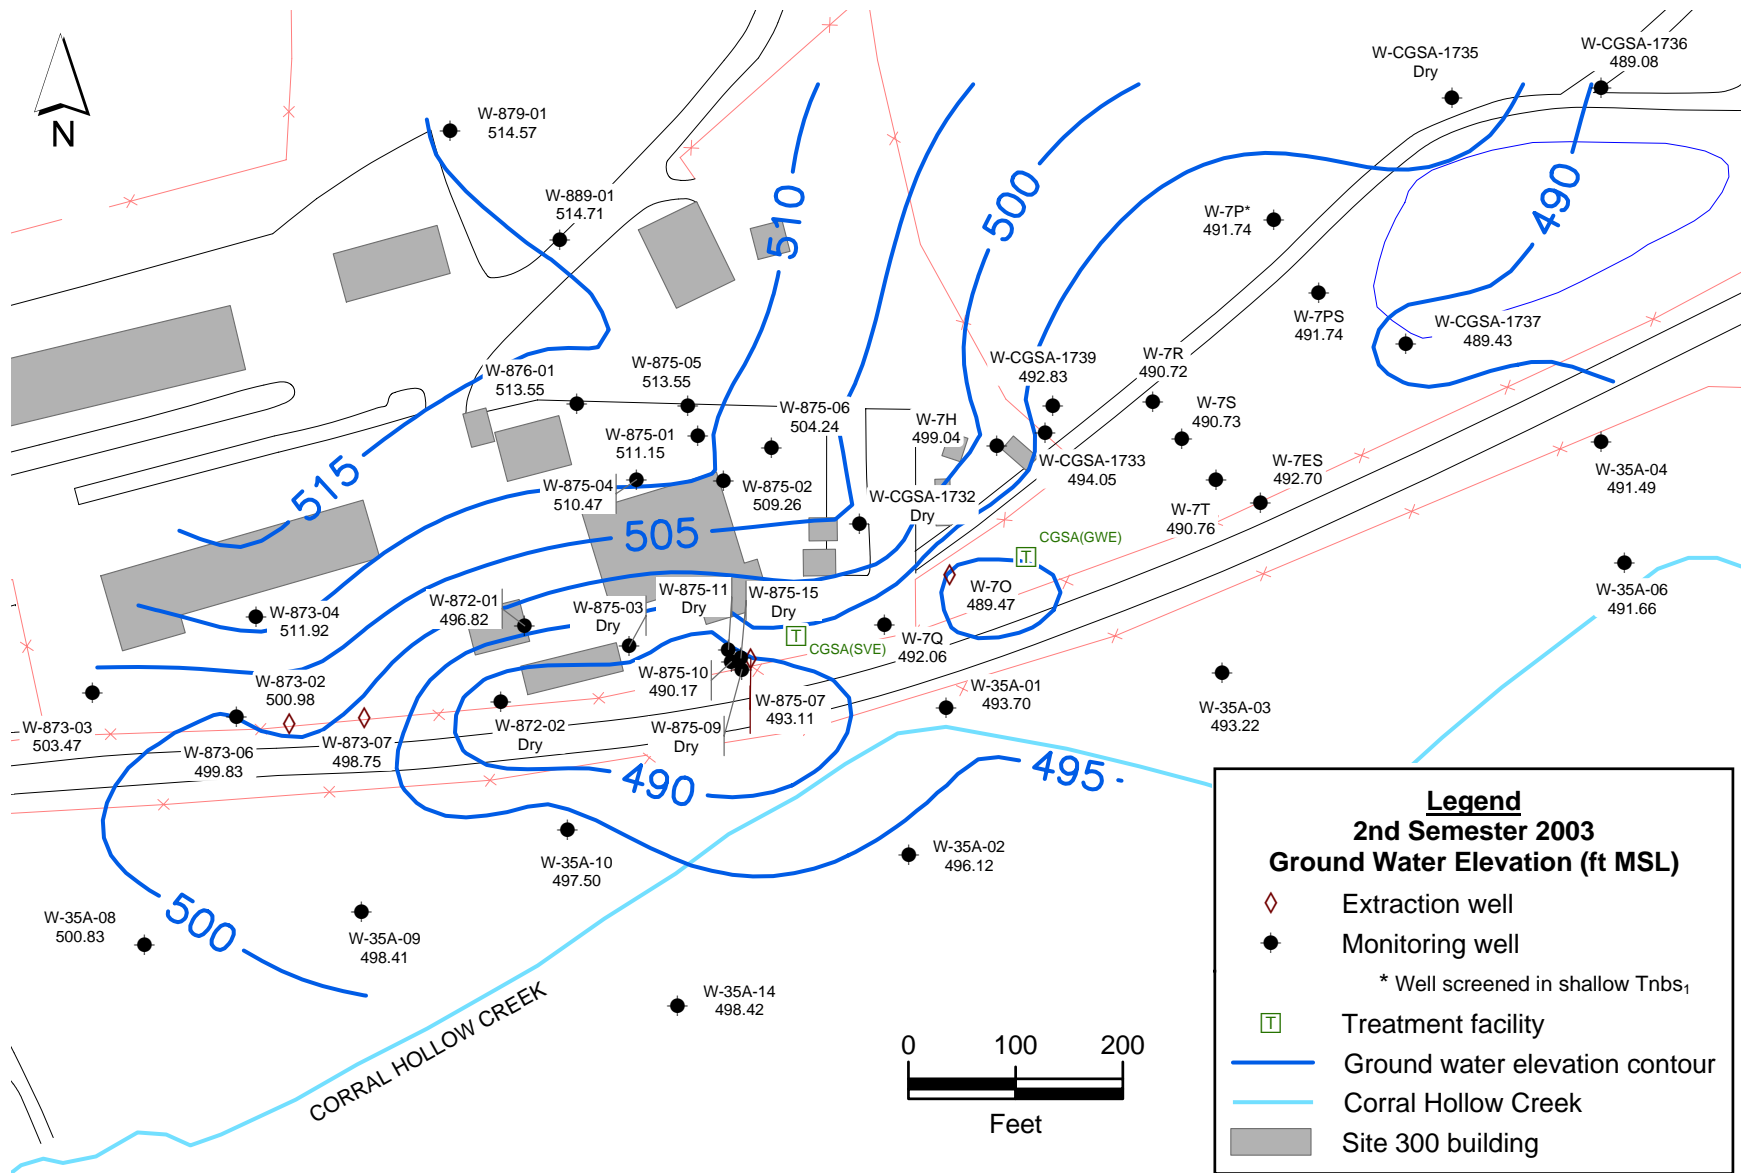 W-CGSA-1735
Dry
W-CGSA-1736
489.08
W-879-01
514.57
N
W-889-01
514.71
510
500
490
W-7P*
491.74
W-7PS
491.74
W-CGSA-1737
489.43
W-876-01
513.55
W-875-05
513.55
W-CGSA-1739
492.83
W-7R
490.72
W-875-06
504.24
W-7H
499.04
W-7S
490.73
W-875-01
511.15
W-CGSA-1733
494.05
W-7ES
492.70
W-35A-04
491.49
515
W-875-04
510.47
W-875-02
509.26
W-CGSA-1732
Dry
W-7T
490.76
505
CGSA(GWE)
T
W-35A-06
491.66
W-7O
489.47
W-873-04
511.92
W-872-01
496.82
W-875-03
Dry
W-875-11
Dry
W-875-15
Dry
T
CGSA(SVE)
W-7Q
492.06
W-873-02
500.98
W-875-10
490.17
W-875-07
493.11
W-35A-01
493.70
W-35A-03
493.22
W-873-03
503.47
W-873-06
499.83
W-873-07
498.75
W-872-02
Dry
W-875-09
Dry
490
495
W-35A-10
497.50
W-35A-02
496.12
500
W-35A-08
500.83
W-35A-09
498.41
W-35A-14
498.42
CORRAL HOLLOW CREEK
0 100 200
Feet
Legend
2nd Semester 2003
Ground Water Elevation (ft MSL)
Extraction well
Monitoring well
* Well screened in shallow Tnbs₁
T Treatment facility
Ground water elevation contour
Corral Hollow Creek
Site 300 building